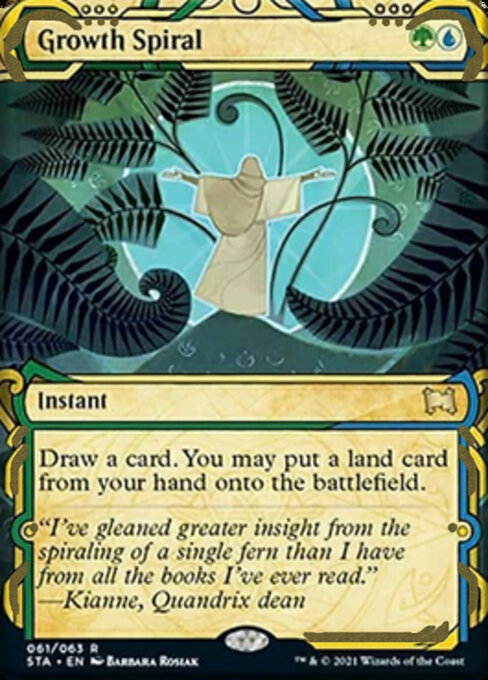 Growth Spiral
Instant
Draw a card. You may put a land card
from your hand onto the battlefield.
“I've gleaned greater insight from the
spiraling of a single fern than I have
from all the books I've ever read.”
—Kianne, Quandrix dean
061/063 R
STA • EN Barbara Rosiak
™ & © 2021 Wizards of the Coast